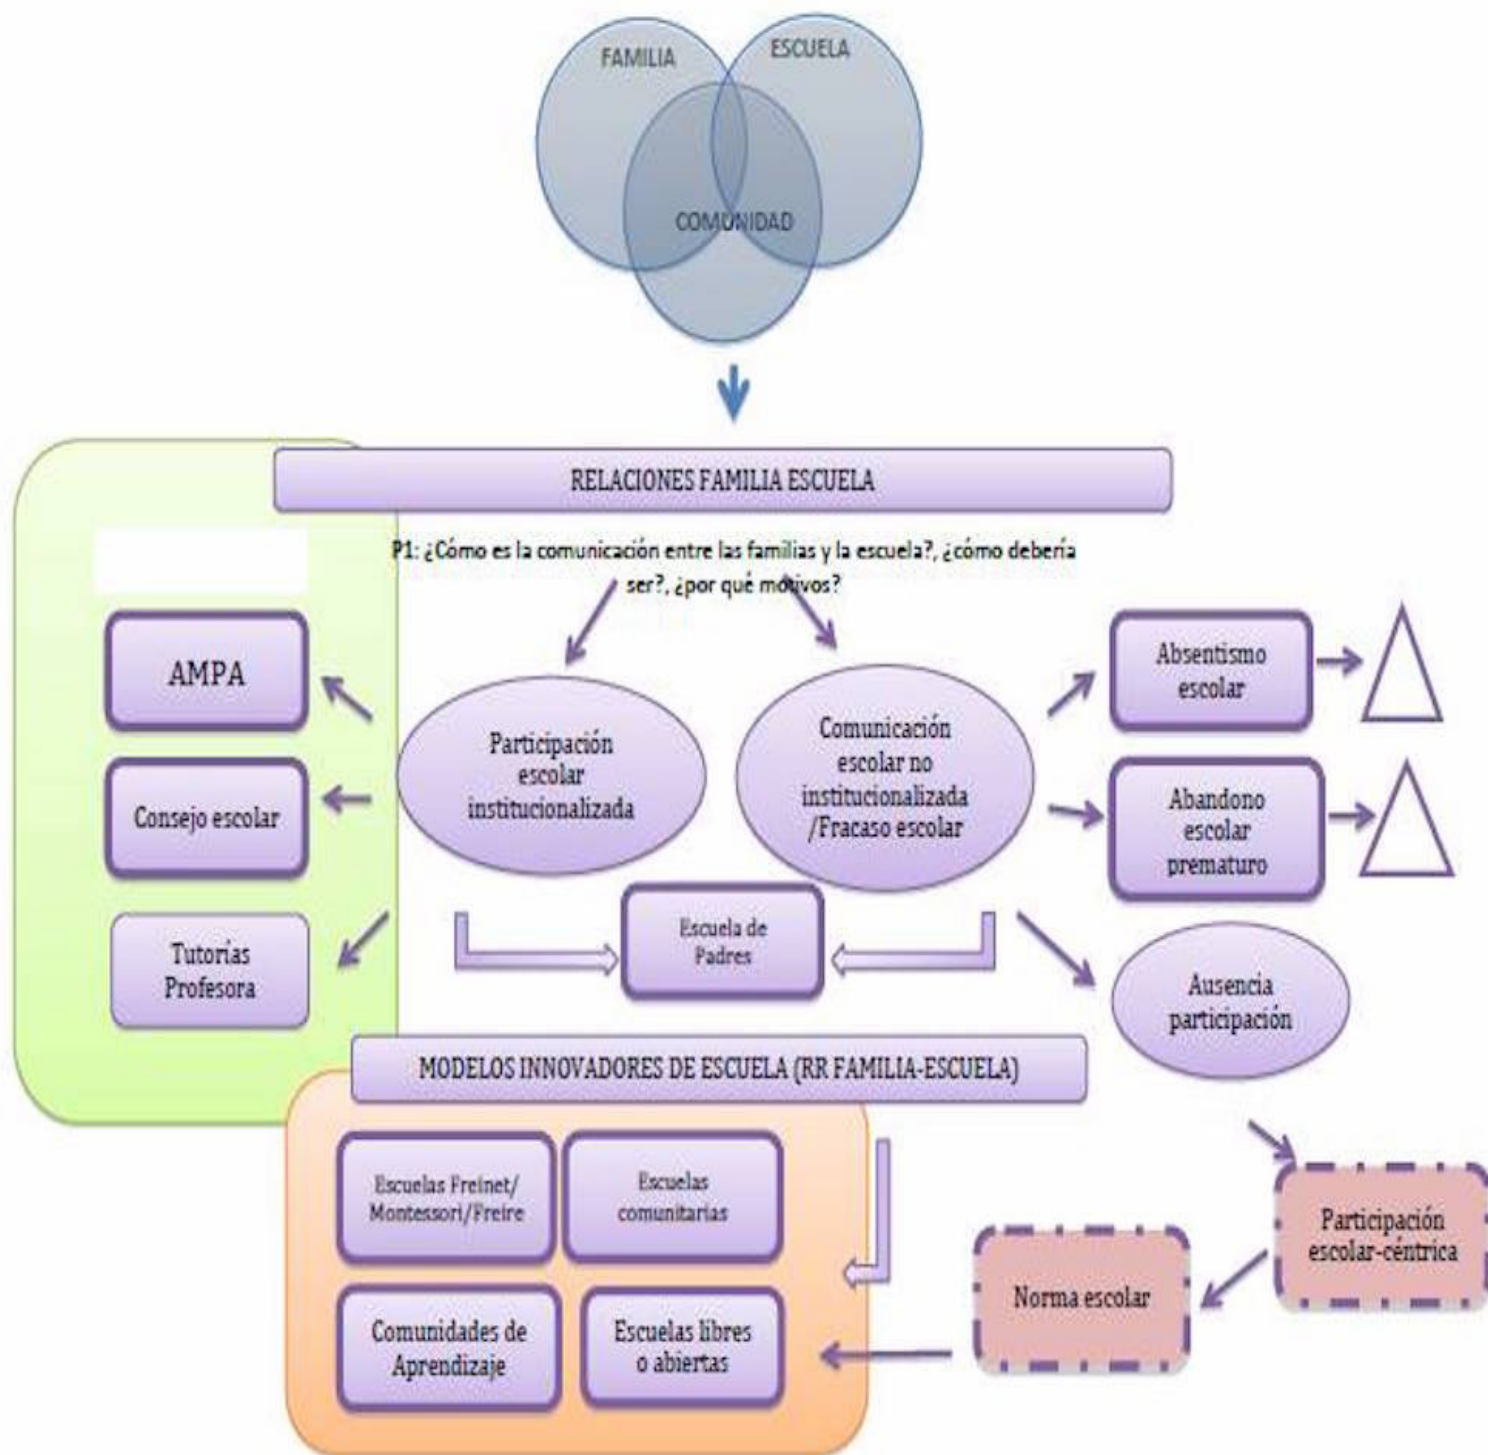 FAMILIA
ESCUELA
COMUNIDAD
RELACIONES FAMILIA ESCUELA
P1: ¿Cómo es la comunicación entre las familias y la escuela?, ¿cómo debería
ser?, ¿por qué motivos?
AMPA
Consejo escolar
Tutorías
Profesora
Participación
escolar
institucionalizada
Comunicación
escolar no
institucionalizada
/Fracaso escolar
Absentismo
escolar
Abandono
escolar
prematuro
Escuela de
Padres
Ausencia
participación
MODELOS INNOVADORES DE ESCUELA (RR FAMILIA-ESCUELA)
Escuelas Freinet/
Montessori/Freire
Escuelas
comunitarias
Comunidades de
Aprendizaje
Escuelas libres
o abiertas
Norma escolar
Participación
escolar-céntrica